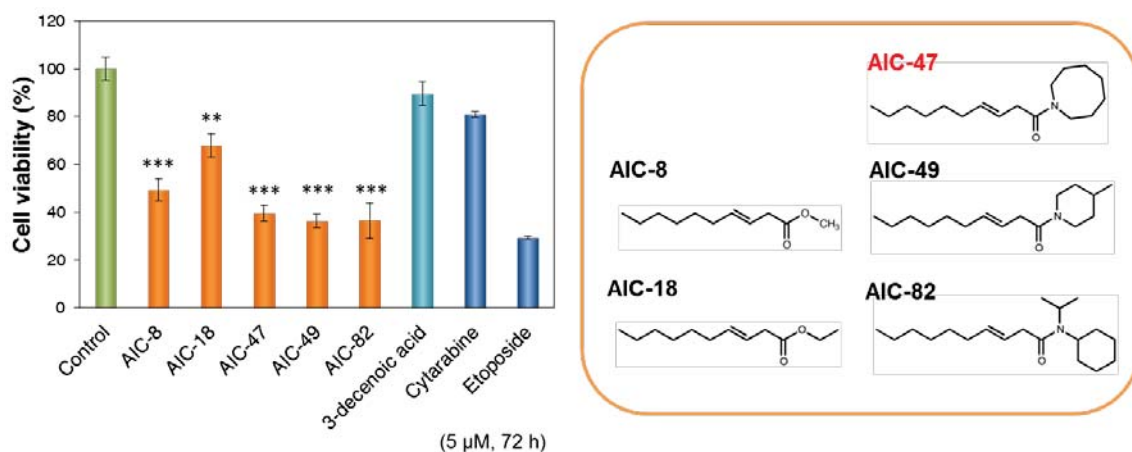 Cell viability (%)
120
100
80
60
40
20
0
***
**
***
***
***
Control
AIC-8
AIC-18
AIC-47
AIC-49
AIC-82
3-decenoic acid
Cytarabine
Etoposide
(5 μM, 72 h)
AIC-47
N
O
AIC-8
O
CH3
O
AIC-49
N
O
AIC-18
O
O
AIC-82
N
O